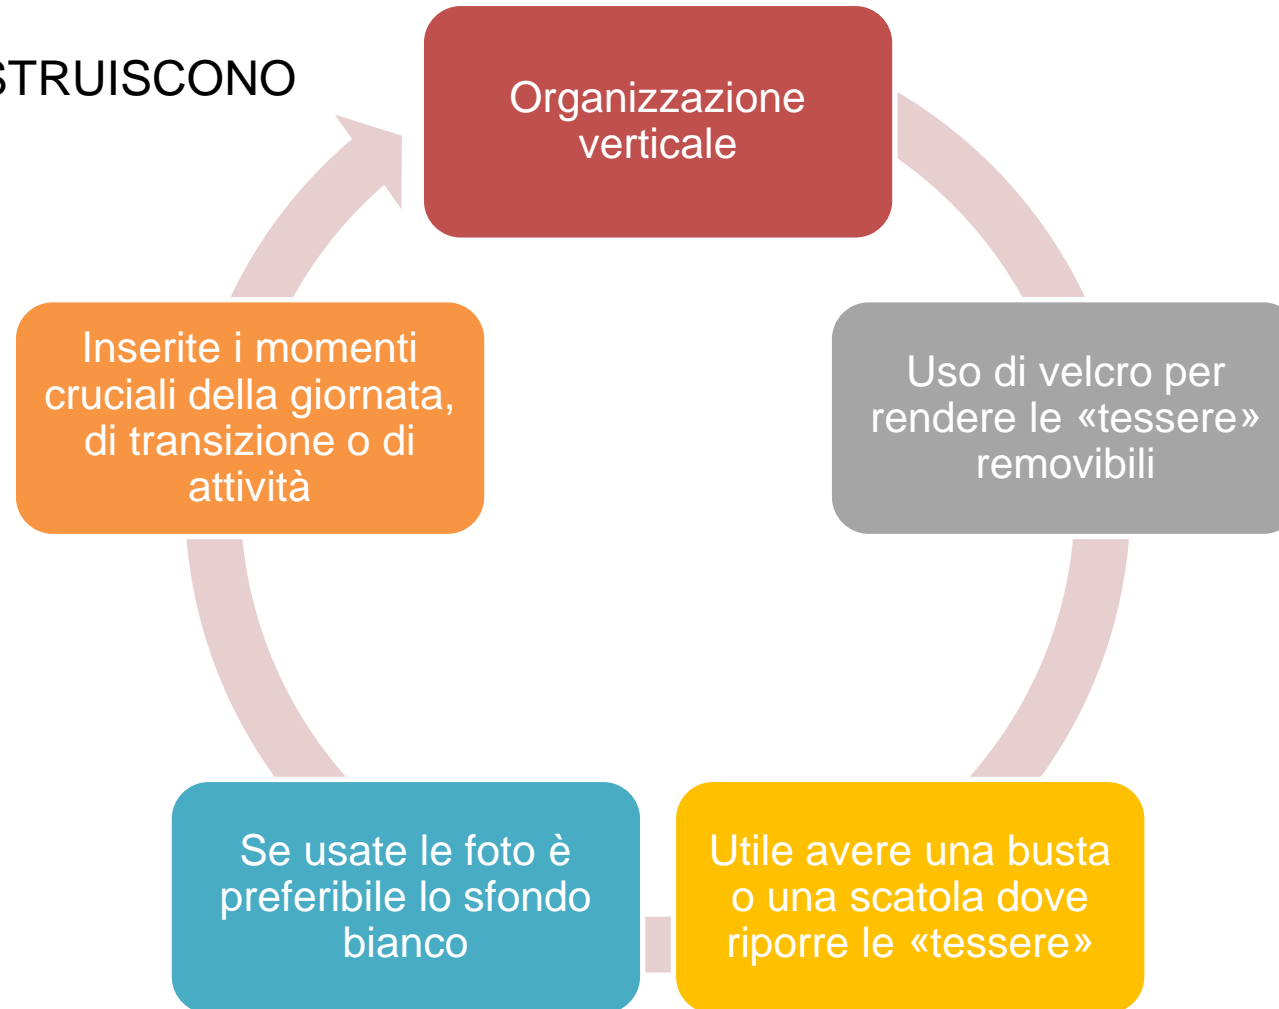 STRUISCONO
Organizzazione
verticale
Uso di velcro per
rendere le «tessere»
removibili
Utile avere una busta
o una scatola dove
riporre le «tessere»
Se usate le foto è
preferibile lo sfondo
bianco
Inserite i momenti
cruciali della giornata,
di transizione o di
attività